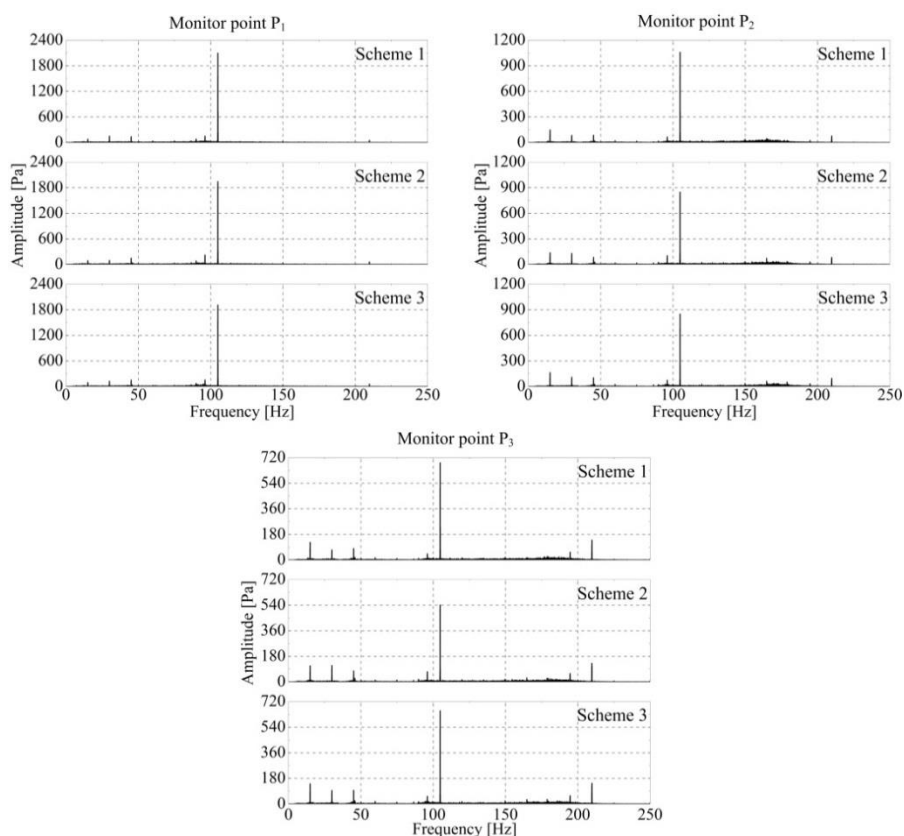 Monitor point P₁
2400
1800
1200
600
0
Scheme 1
2400
1800
1200
600
0
Scheme 2
2400
1800
1200
600
0
Scheme 3
Amplitude [Pa]
0 50 100 150 200 250
Frequency [Hz]
Monitor point P₂
1200
900
600
300
0
Scheme 1
1200
900
600
300
0
Scheme 2
1200
900
600
300
0
Scheme 3
Amplitude [Pa]
0 50 100 150 200 250
Frequency [Hz]
Monitor point P₃
720
540
360
180
0
Scheme 1
720
540
360
180
0
Scheme 2
720
540
360
180
0
Scheme 3
Amplitude [Pa]
0 50 100 150 200 250
Frequency [Hz]